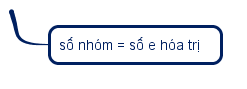 số nhóm = số e hóa trị